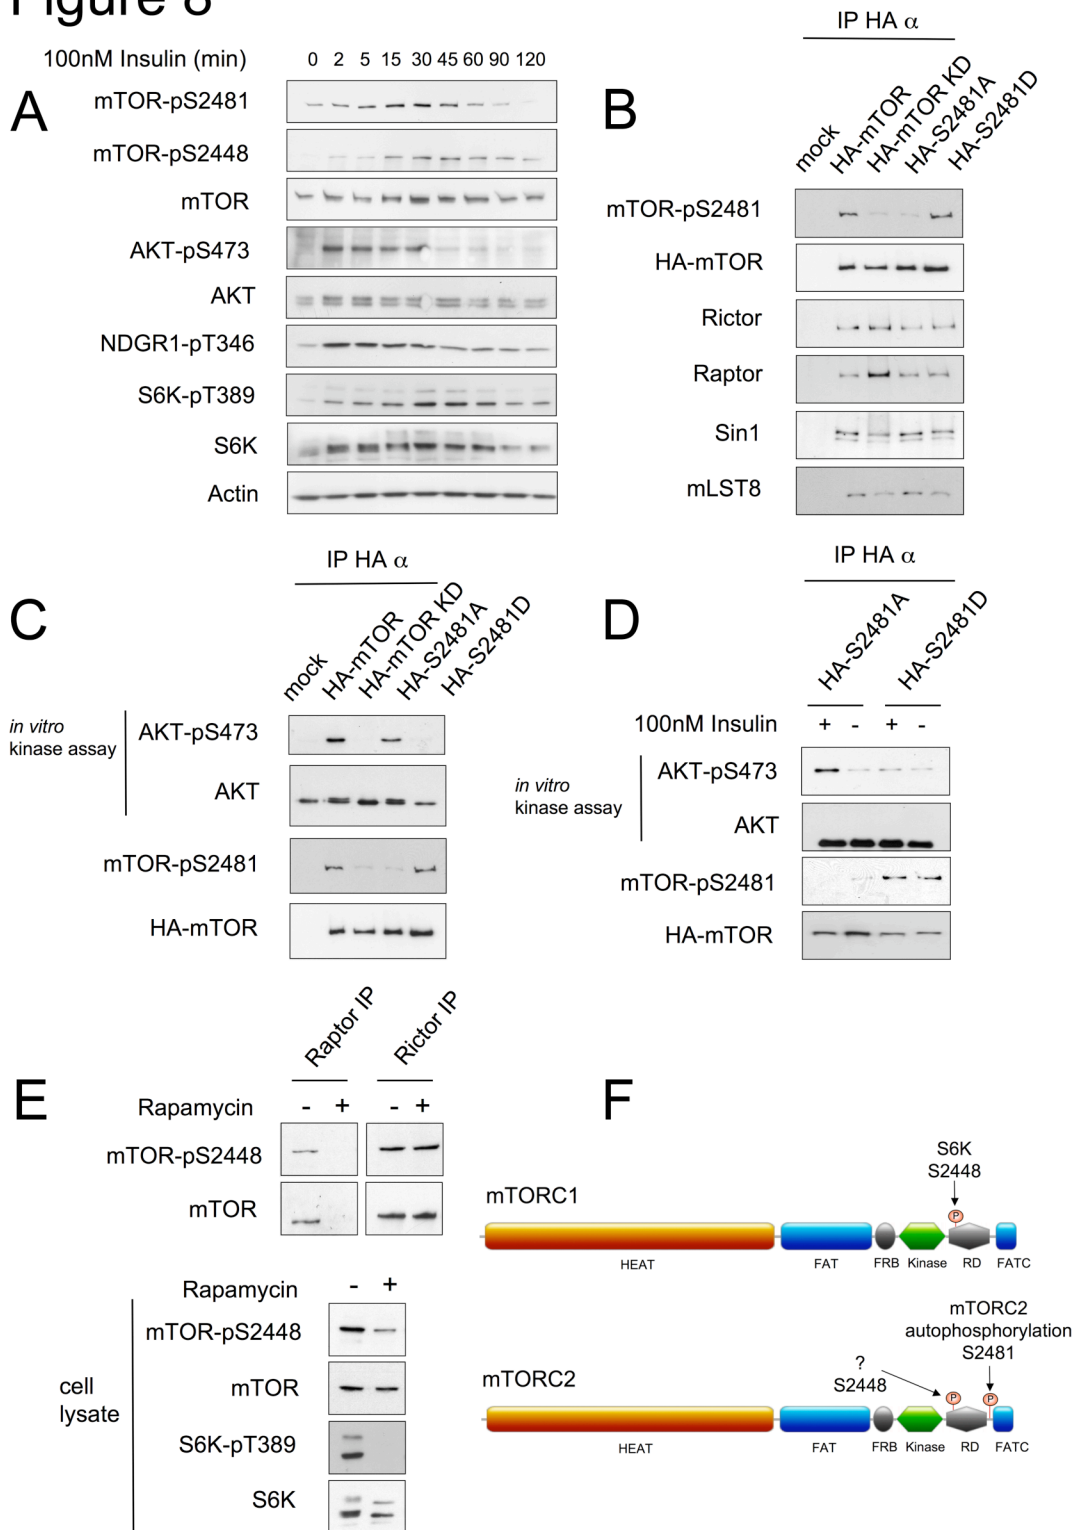 Figure 8
100nM Insulin (min) 0 2 5 15 30 45 60 90 120
A
mTOR-pS2481
mTOR-pS2448
mTOR
AKT-pS473
AKT
NDGR1-pT346
S6K-pT389
S6K
Actin
IP HA α
B
mock
HA-mTOR
HA-mTOR KD
HA-S2481A
HA-S2481D
mTOR-pS2481
HA-mTOR
Rictor
Raptor
Sin1
mLST8
IP HA α
C
mock
HA-mTOR
HA-mTOR KD
HA-S2481A
HA-S2481D
in vitro
kinase assay
AKT-pS473
AKT
mTOR-pS2481
HA-mTOR
IP HA α
D
HA-S2481A
HA-S2481D
100nM Insulin + - + -
in vitro
kinase assay
AKT-pS473
AKT
mTOR-pS2481
HA-mTOR
E
Raptor IP
Rictor IP
Rapamycin - + - +
mTOR-pS2448
mTOR
Rapamycin - +
cell
lysate
mTOR-pS2448
mTOR
S6K-pT389
S6K
F
S6K
S2448
mTORC1
P
HEAT FAT FRB Kinase RD FATC
mTORC2
autophosphorylation
S2481
?
S2448
mTORC2
P P
HEAT FAT FRB Kinase RD FATC